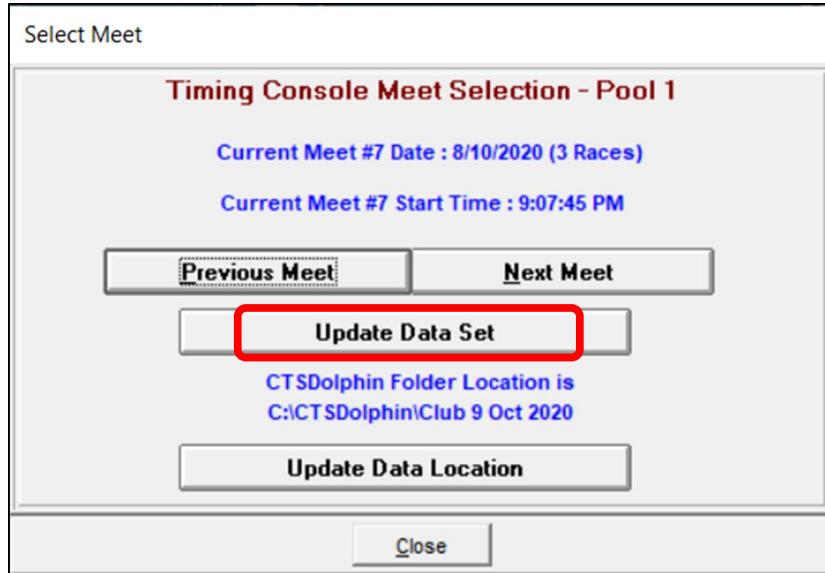 Select Meet
Timing Console Meet Selection - Pool 1
Current Meet #7 Date : 8/10/2020 (3 Races)
Current Meet #7 Start Time : 9:07:45 PM
Previous Meet Next Meet
Update Data Set
CTSDolphin Folder Location is
C:\CTSDolphin\Club 9 Oct 2020
Update Data Location
Close